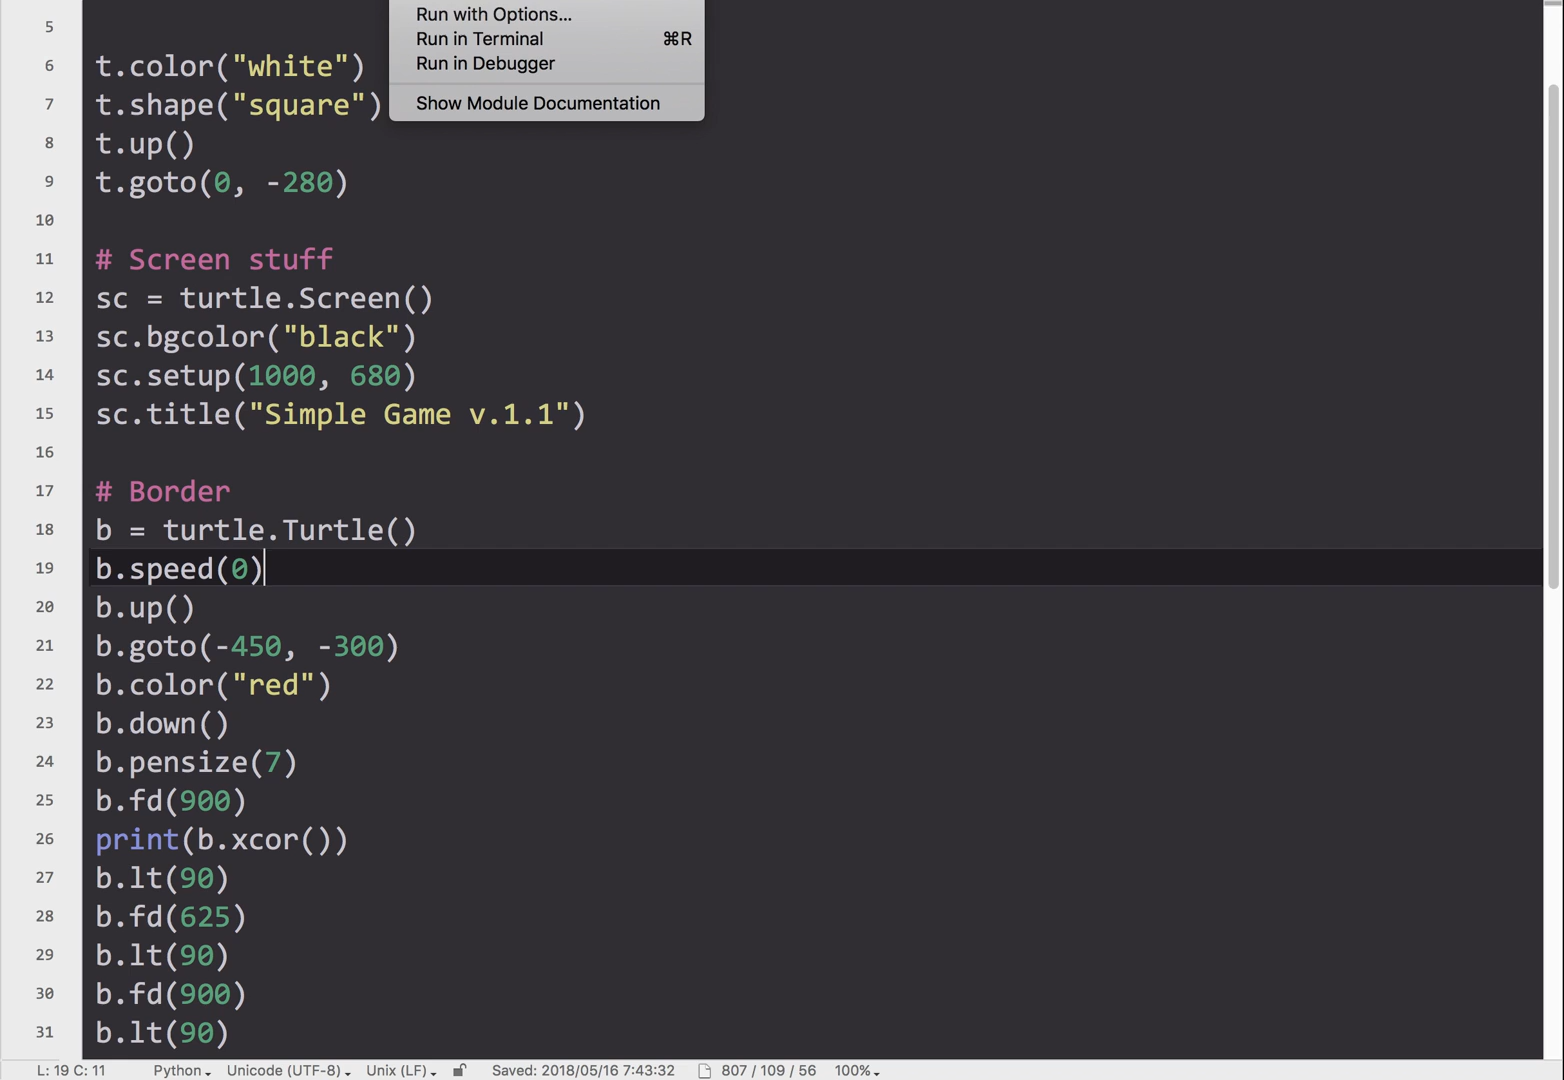 Run with Options...
Run in Terminal ⌘R
Run in Debugger
Show Module Documentation
5
6 t.color("white")
7 t.shape("square")
8 t.up()
9 t.goto(0, -280)
10
11 # Screen stuff
12 sc = turtle.Screen()
13 sc.bgcolor("black")
14 sc.setup(1000, 680)
15 sc.title("Simple Game v.1.1")
16
17 # Border
18 b = turtle.Turtle()
19 b.speed(0)
20 b.up()
21 b.goto(-450, -300)
22 b.color("red")
23 b.down()
24 b.pensize(7)
25 b.fd(900)
26 print(b.xcor())
27 b.lt(90)
28 b.fd(625)
29 b.lt(90)
30 b.fd(900)
31 b.lt(90)
L: 19 C: 11 Python Unicode (UTF-8) Unix (LF) Saved: 2018/05/16 7:43:32 807 / 109 / 56 100%